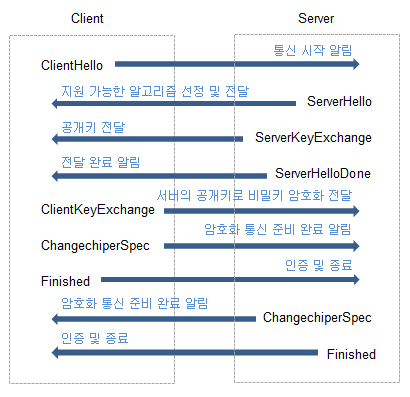 Client Server
통신 시작 알림
ClientHello
지원 가능한 알고리즘 선정 및 전달
ServerHello
공개키 전달
ServerKeyExchange
전달 완료 알림
ServerHelloDone
서버의 공개키로 비밀키 암호화 전달
ClientKeyExchange
암호화 통신 준비 완료 알림
ChangechiperSpec
인증 및 종료
Finished
암호화 통신 준비 완료 알림
ChangechiperSpec
인증 및 종료
Finished